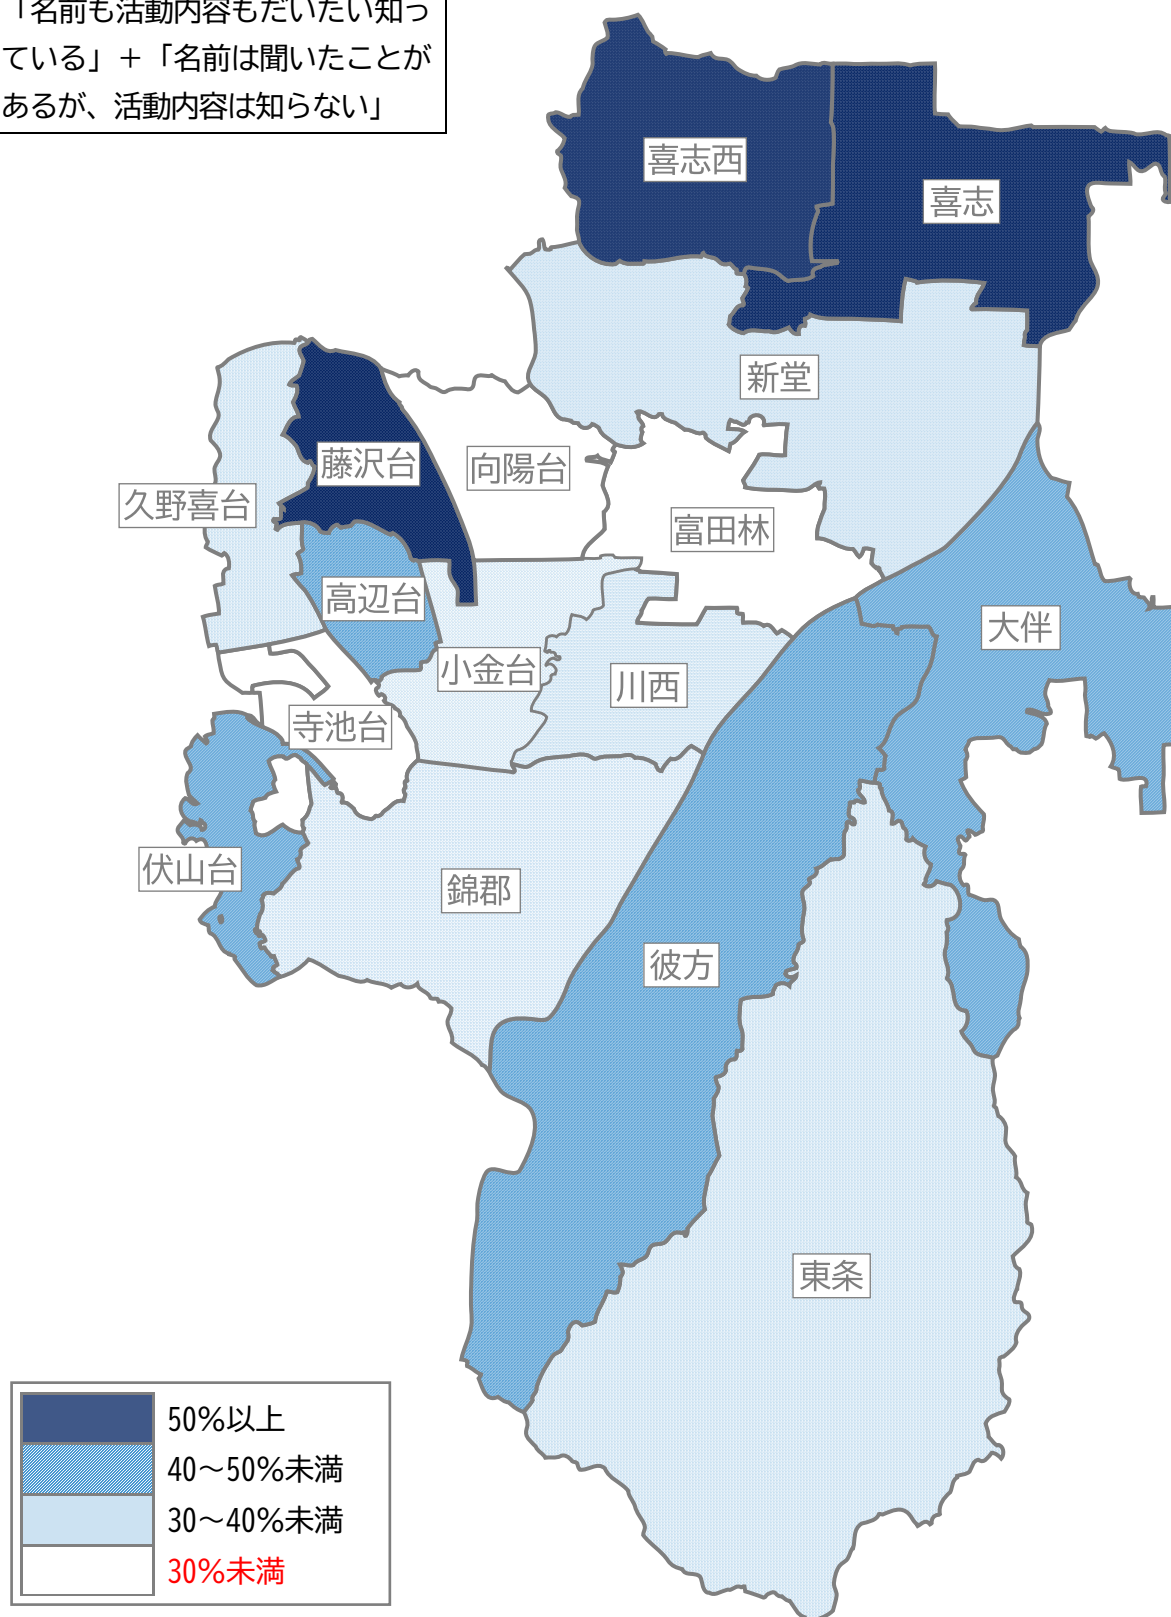 「名前も活動内容もだいたい知っ
ている」＋「名前は聞いたことが
あるが、活動内容は知らない」
喜志西
喜志
新堂
藤沢台
向陽台
久野喜台
富田林
高辺台
大伴
小金台
川西
寺池台
伏山台
錦郡
彼方
東条
50％以上
40～50％未満
30～40％未満
30％未満